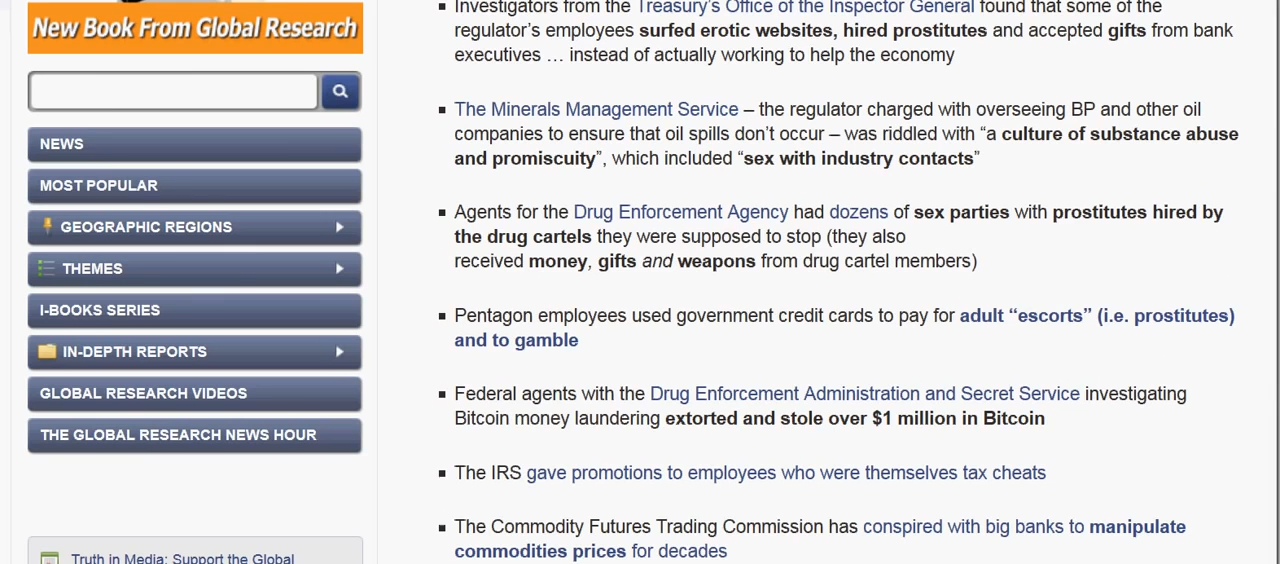 New Book From Global Research
NEWS
MOST POPULAR
GEOGRAPHIC REGIONS
THEMES
I-BOOKS SERIES
IN-DEPTH REPORTS
GLOBAL RESEARCH VIDEOS
THE GLOBAL RESEARCH NEWS HOUR
Truth in Media: Support the Global
Investigators from the Treasury's Office of the Inspector General found that some of the
regulator's employees surfed erotic websites, hired prostitutes and accepted gifts from bank
executives … instead of actually working to help the economy
The Minerals Management Service – the regulator charged with overseeing BP and other oil
companies to ensure that oil spills don't occur – was riddled with “a culture of substance abuse
and promiscuity”, which included “sex with industry contacts”
Agents for the Drug Enforcement Agency had dozens of sex parties with prostitutes hired by
the drug cartels they were supposed to stop (they also
received money, gifts and weapons from drug cartel members)
Pentagon employees used government credit cards to pay for adult “escorts” (i.e. prostitutes)
and to gamble
Federal agents with the Drug Enforcement Administration and Secret Service investigating
Bitcoin money laundering extorted and stole over $1 million in Bitcoin
The IRS gave promotions to employees who were themselves tax cheats
The Commodity Futures Trading Commission has conspired with big banks to manipulate
commodities prices for decades